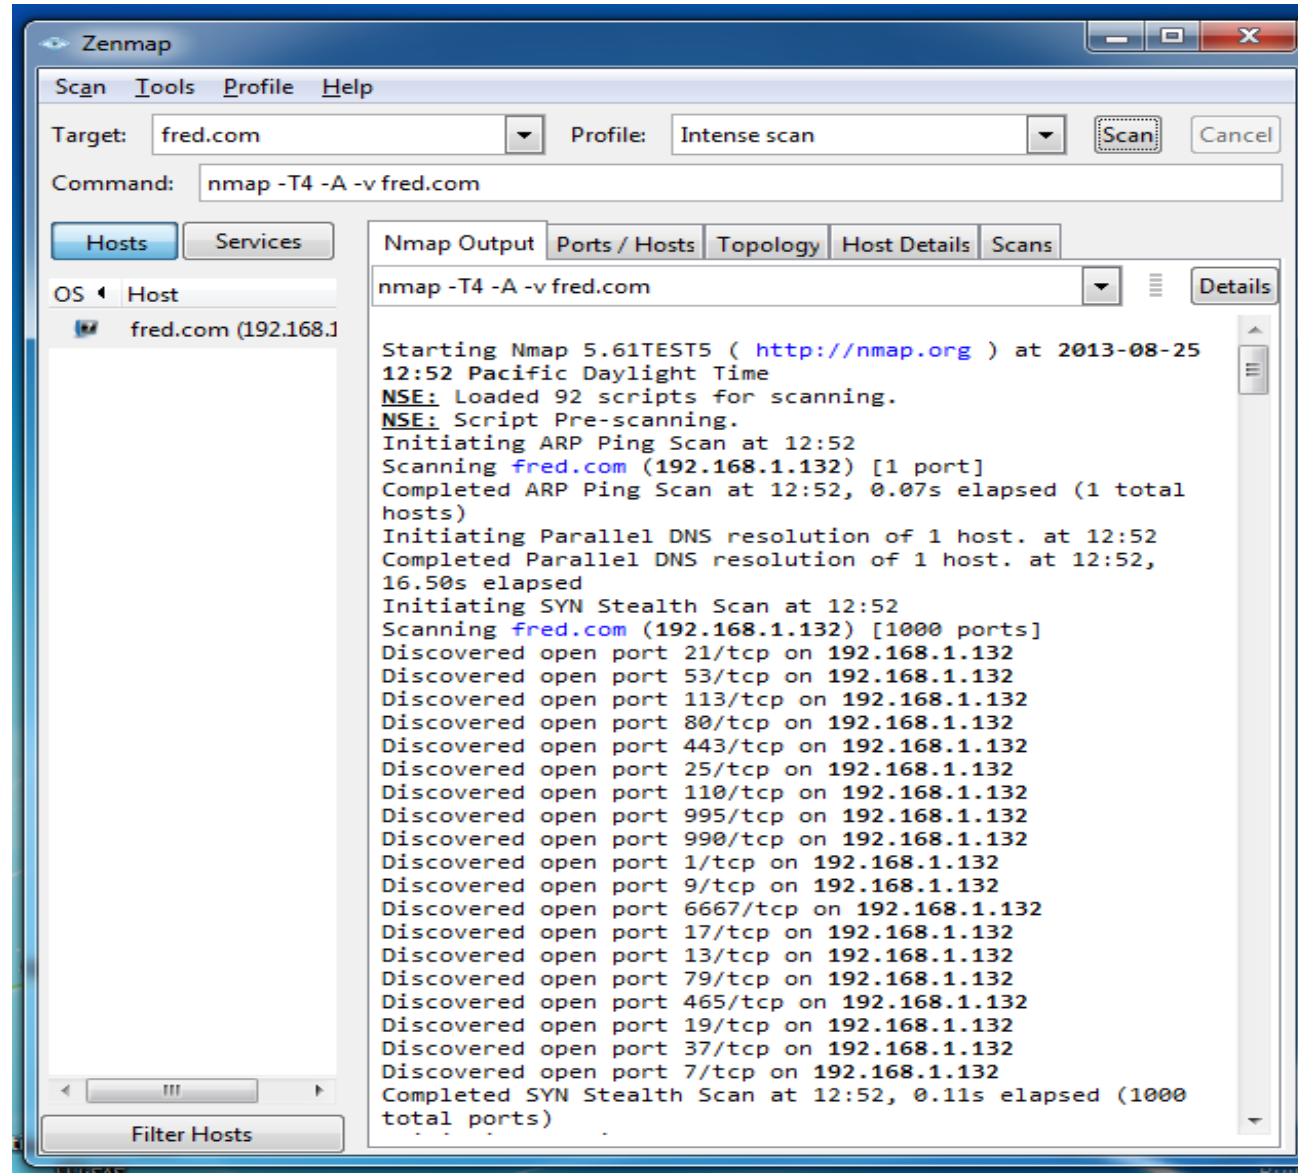 Zenmap
Scan Tools Profile Help
Target: fred.com Profile: Intense scan Scan Cancel
Command: nmap -T4 -A -v fred.com
Hosts Services
OS Host
fred.com (192.168.1
Nmap Output Ports / Hosts Topology Host Details Scans
nmap -T4 -A -v fred.com Details
Starting Nmap 5.61TEST5 ( http://nmap.org ) at 2013-08-25
12:52 Pacific Daylight Time
NSE: Loaded 92 scripts for scanning.
NSE: Script Pre-scanning.
Initiating ARP Ping Scan at 12:52
Scanning fred.com (192.168.1.132) [1 port]
Completed ARP Ping Scan at 12:52, 0.07s elapsed (1 total
hosts)
Initiating Parallel DNS resolution of 1 host. at 12:52
Completed Parallel DNS resolution of 1 host. at 12:52,
16.50s elapsed
Initiating SYN Stealth Scan at 12:52
Scanning fred.com (192.168.1.132) [1000 ports]
Discovered open port 21/tcp on 192.168.1.132
Discovered open port 53/tcp on 192.168.1.132
Discovered open port 113/tcp on 192.168.1.132
Discovered open port 80/tcp on 192.168.1.132
Discovered open port 443/tcp on 192.168.1.132
Discovered open port 25/tcp on 192.168.1.132
Discovered open port 110/tcp on 192.168.1.132
Discovered open port 995/tcp on 192.168.1.132
Discovered open port 990/tcp on 192.168.1.132
Discovered open port 1/tcp on 192.168.1.132
Discovered open port 9/tcp on 192.168.1.132
Discovered open port 6667/tcp on 192.168.1.132
Discovered open port 17/tcp on 192.168.1.132
Discovered open port 13/tcp on 192.168.1.132
Discovered open port 79/tcp on 192.168.1.132
Discovered open port 465/tcp on 192.168.1.132
Discovered open port 19/tcp on 192.168.1.132
Discovered open port 37/tcp on 192.168.1.132
Discovered open port 7/tcp on 192.168.1.132
Completed SYN Stealth Scan at 12:52, 0.11s elapsed (1000
total ports)
Filter Hosts